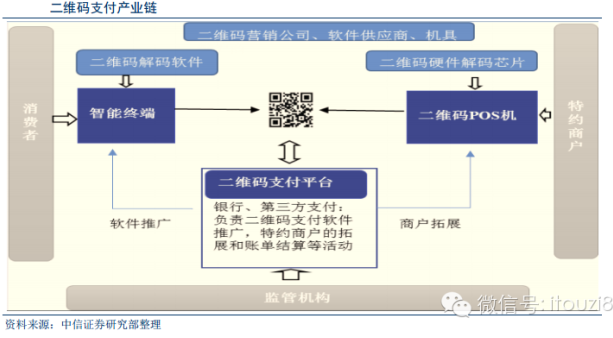 二维码支付产业链
二维码营销公司、软件供应商、机具
二维码解码软件
二维码硬件解码芯片
消费者
智能终端
二维码POS机
特约商户
二维码支付平台
银行、第三方支付：
负责二维码支付软件
推广，特约商户的拓
展和账单结算等活动
软件推广
商户拓展
监管机构
微信号: itouzi8
资料来源：中信证券研究部整理